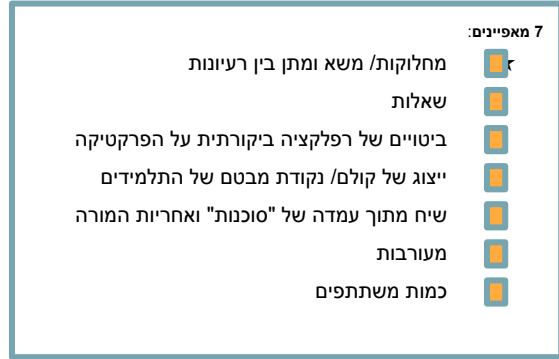 7 מאפיינים:
מחלוקות/ משא ומתן בין רעיונות
שאלות
ביטויים של רפלקציה ביקורתית על הפרקטיקה
ייצוג של קולם/ נקודת מבטם של התלמידים
שיח מתוך עמדה של "סוכנות" ואחריות המורה
מעורבות
כמות משתתפים